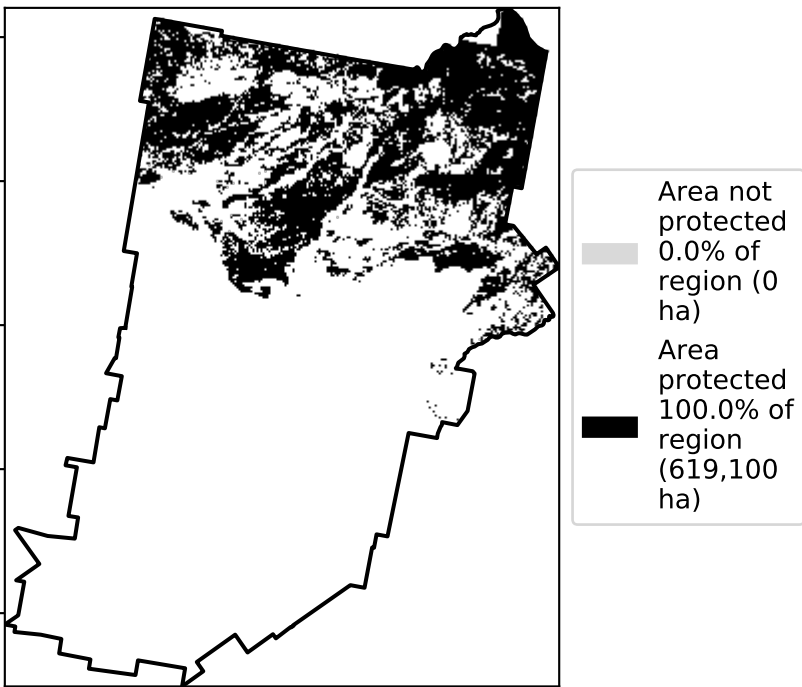 Area not
protected
0.0% of
region (0
ha)
Area
protected
100.0% of
region
(619,100
ha)